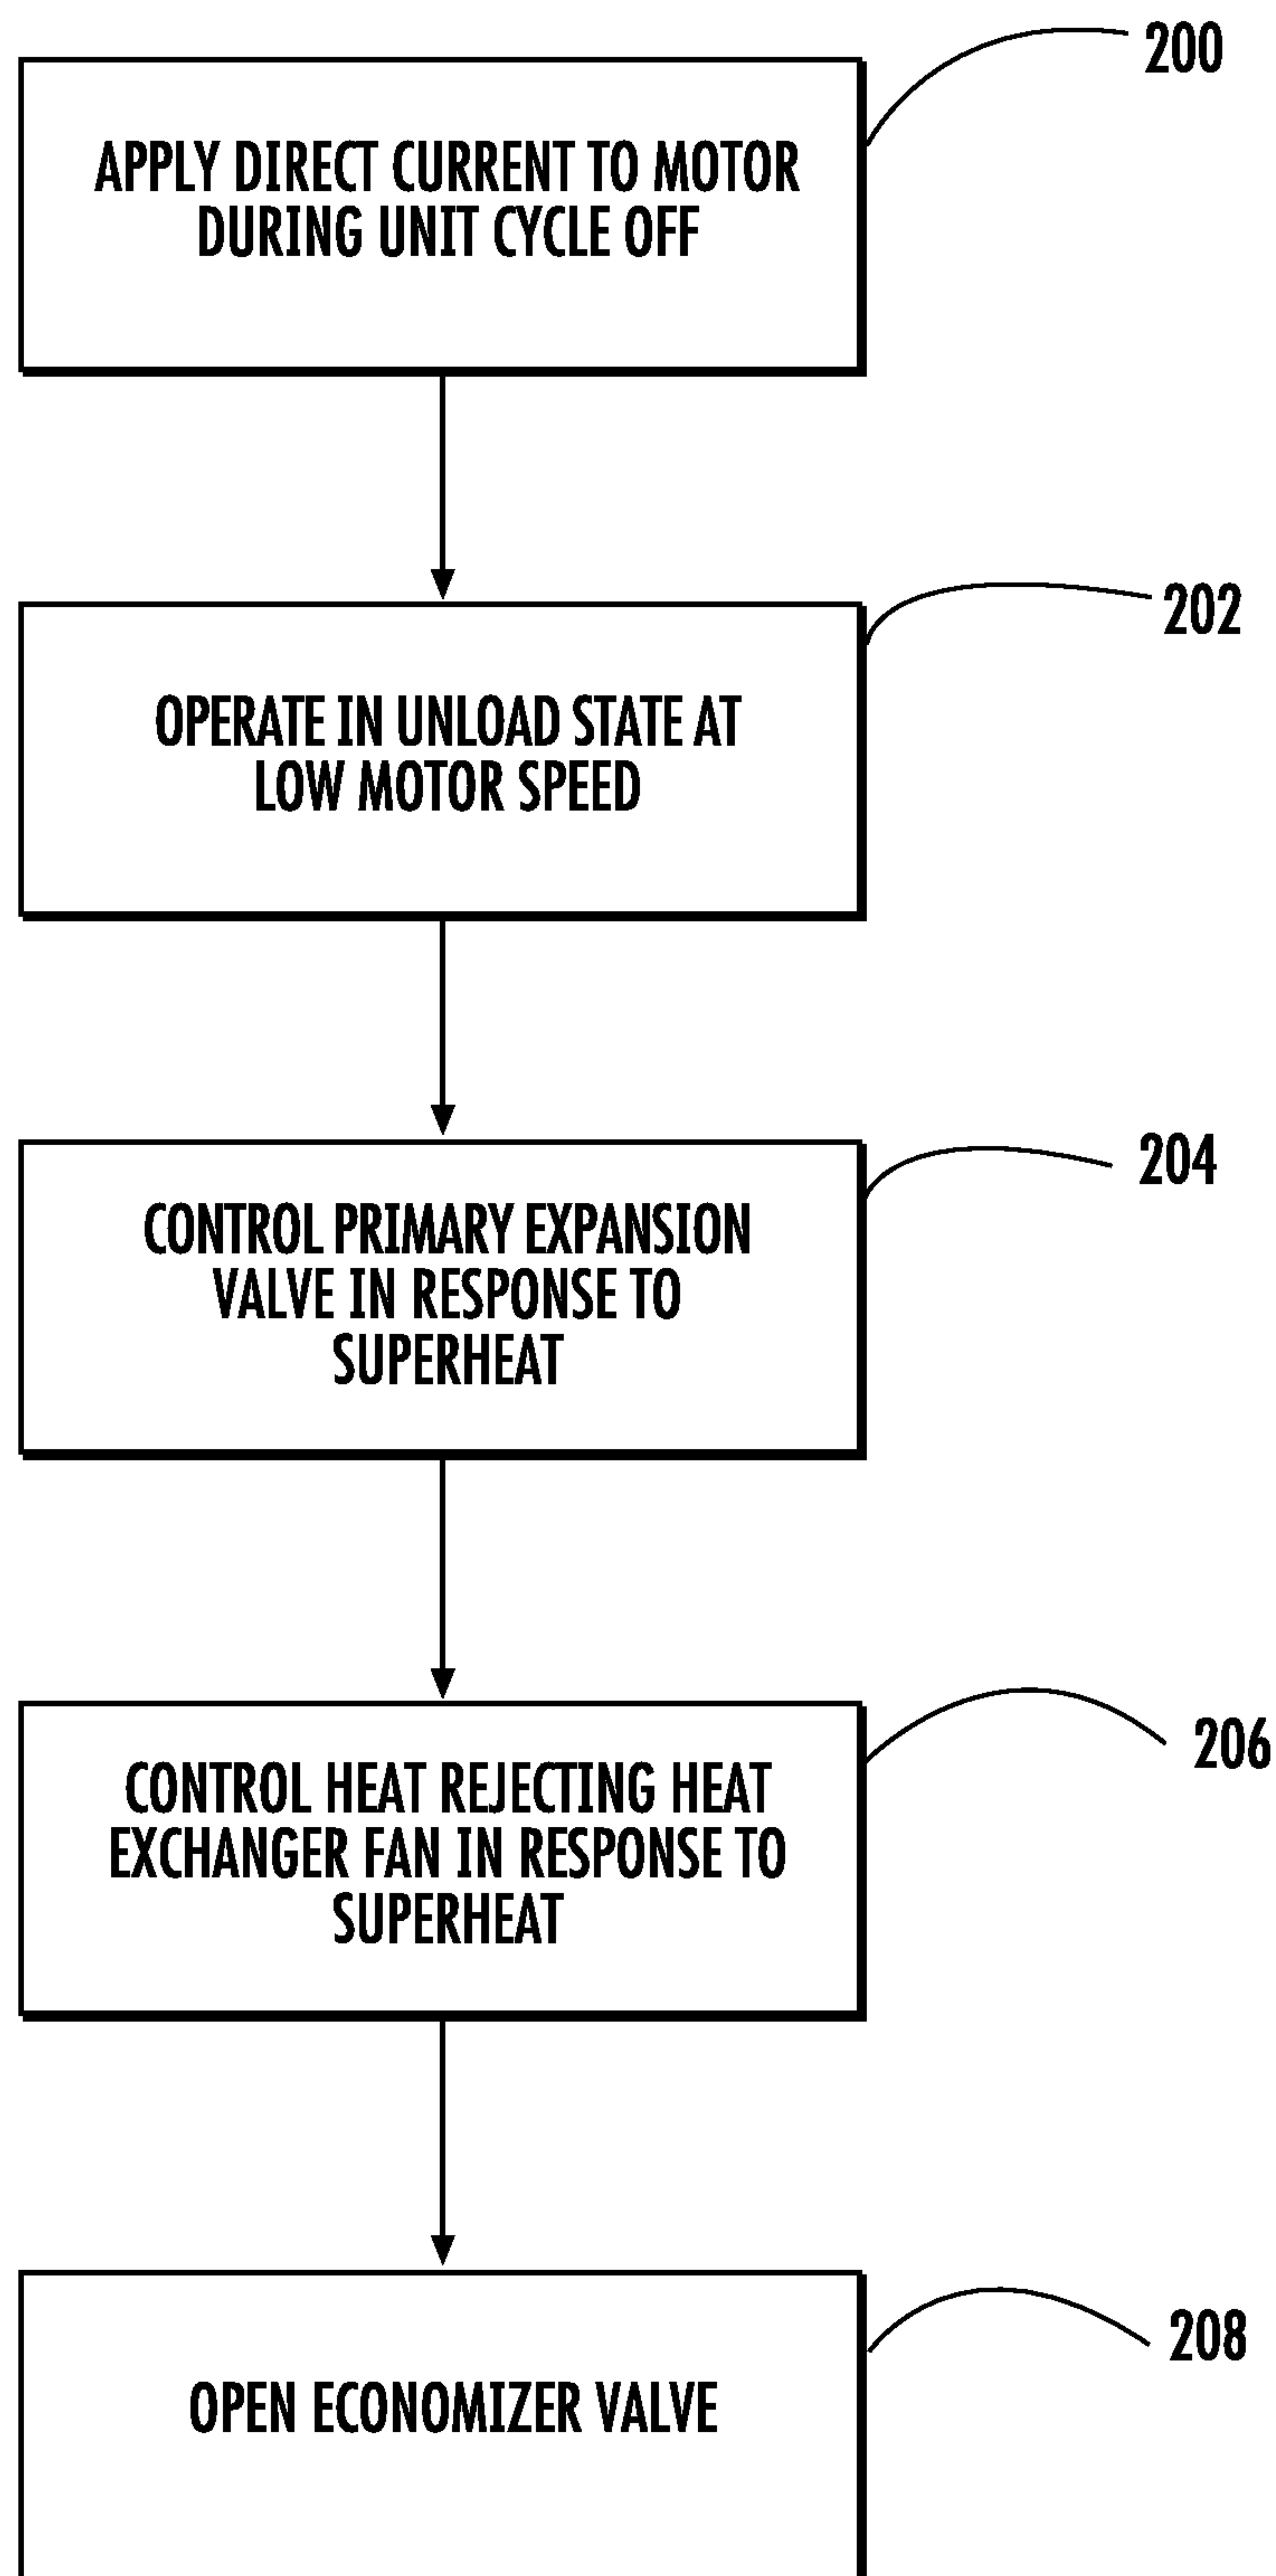 200
APPLY DIRECT CURRENT TO MOTOR
DURING UNIT CYCLE OFF
202
OPERATE IN UNLOAD STATE AT
LOW MOTOR SPEED
204
CONTROL PRIMARY EXPANSION
VALVE IN RESPONSE TO
SUPERHEAT
206
CONTROL HEAT REJECTING HEAT
EXCHANGER FAN IN RESPONSE TO
SUPERHEAT
208
OPEN ECONOMIZER VALVE